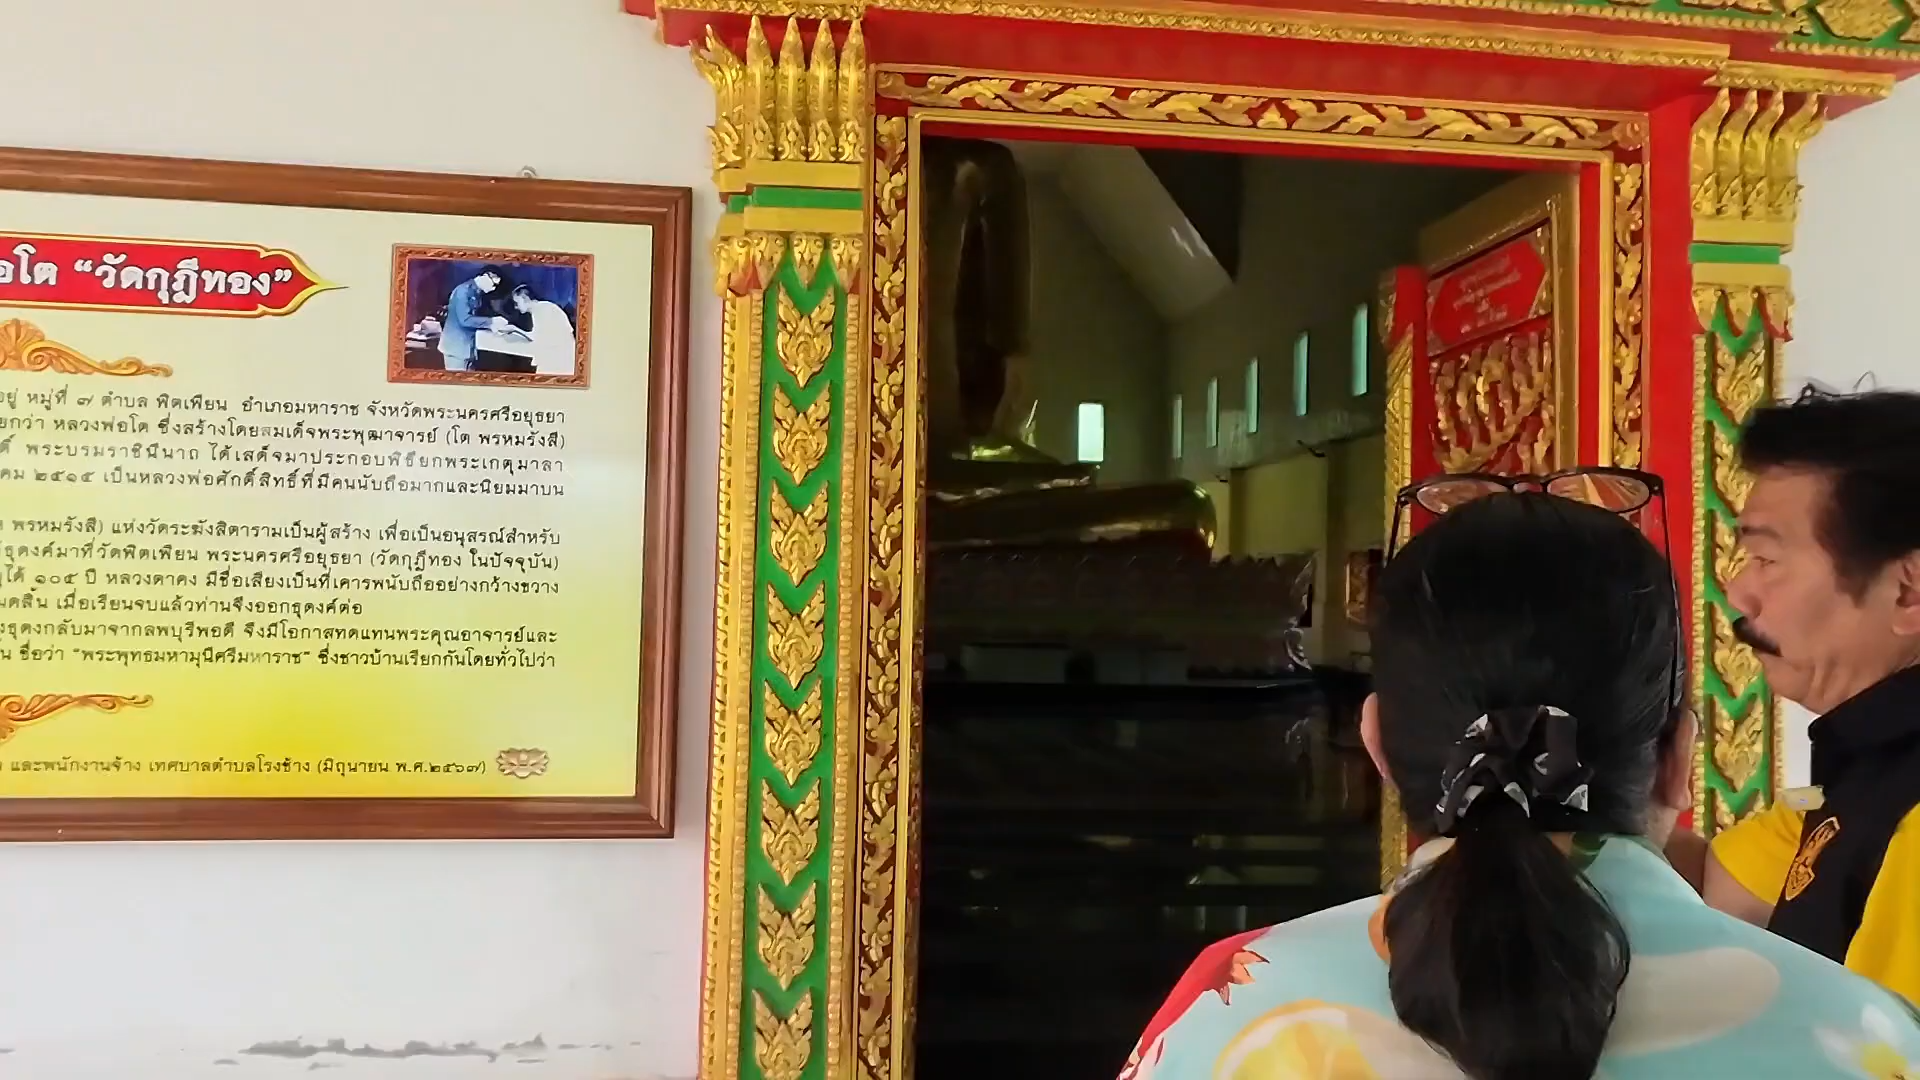 อโต “วัดกุฎีทอง”
อยู่ หมู่ที่ ๗ ตำบล พิตเพียน อำเภอมหาราช จังหวัดพระนครศรีอยุธยา
ยกว่า หลวงพ่อโต ซึ่งสร้างโดยสมเด็จพระพุฒาจารย์ (โต พรหมรังสี)
พระบรมราชินีนาถ ได้เสด็จมาประกอบพิธียกพระเกตุมาลา
คม ๒๕๑๕ เป็นหลวงพ่อศักดิ์สิทธิ์ที่มีคนนับถือมากและนิยมมาบน
พรหมรังสี) แห่งวัดระฆังสิตารามเป็นผู้สร้าง เพื่อเป็นอนุสรณ์สำหรับ
ธุดงค์มาที่วัดพิตเพียน พระนครศรีอยุธยา (วัดกุฎีทอง ในปัจจุบัน)
ได้ ๑๐๕ ปี หลวงตาคง มีชื่อเสียงเป็นที่เคารพนับถืออย่างกว้างขวาง
มดสิ้น เมื่อเรียนจบแล้วท่านจึงออกธุดงค์ต่อ
ธุดงกลับมาจากลพบุรีพอดี จึงมีโอกาสทดแทนพระคุณอาจารย์และ
น ชื่อว่า “พระพุทธมหามุนีศรีมหาราช” ซึ่งชาวบ้านเรียกกันโดยทั่วไปว่า
และพนักงานจ้าง เทศบาลตำบลโรงช้าง (มิถุนายน พ.ศ.๒๕๖๗)